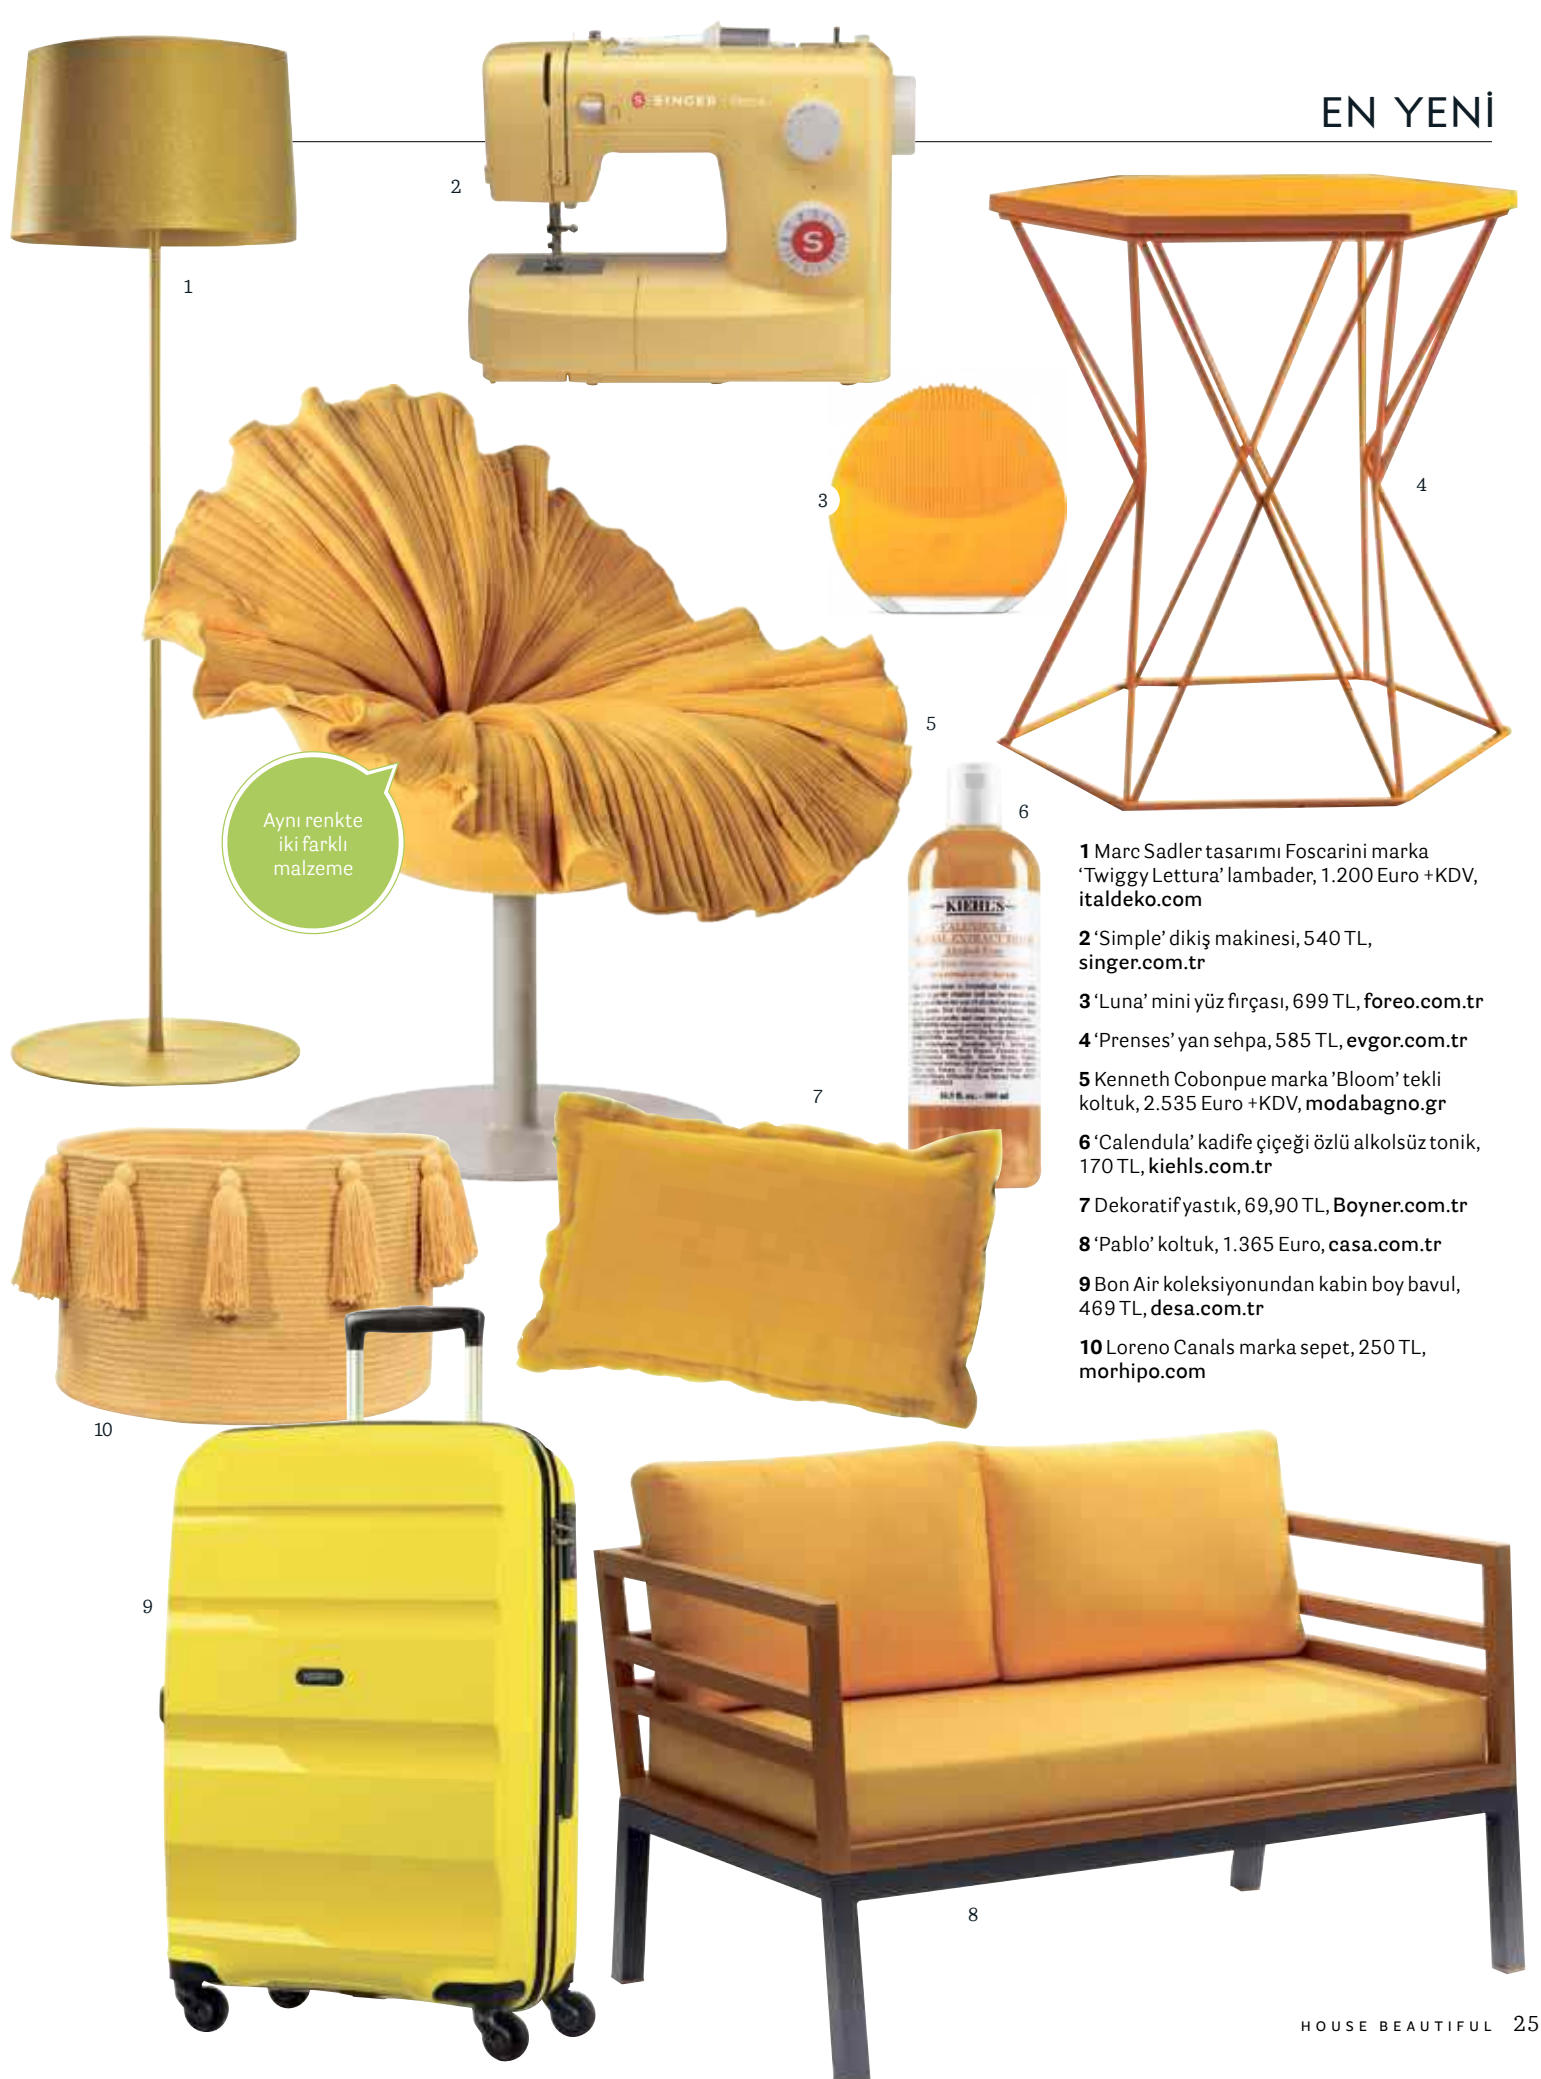 EN YENİ
SINGER
S
1
2
3
4
5
6
Aynı renkte
iki farklı
malzeme
KIEHL'S
7
1 Marc Sadler tasarımı Foscarini marka
‘Twiggy Lettura’ lambader, 1.200 Euro +KDV,
italdeko.com
2 ‘Simple’ dikiş makinesi, 540 TL,
singer.com.tr
3 ‘Luna’ mini yüz fırçası, 699 TL, foreo.com.tr
4 ‘Prenses’ yan sehpa, 585 TL, evgor.com.tr
5 Kenneth Cobonpue marka ’Bloom’ tekli
koltuk, 2.535 Euro +KDV, modabagno.gr
6 ‘Calendula’ kadife çiçeği özlü alkolsüz tonik,
170 TL, kiehls.com.tr
7 Dekoratif yastık, 69,90 TL, Boyner.com.tr
8 ‘Pablo’ koltuk, 1.365 Euro, casa.com.tr
9 Bon Air koleksiyonundan kabin boy bavul,
469 TL, desa.com.tr
10 Loreno Canals marka sepet, 250 TL,
morhipo.com
10
9
8
HOUSE BEAUTIFUL 25